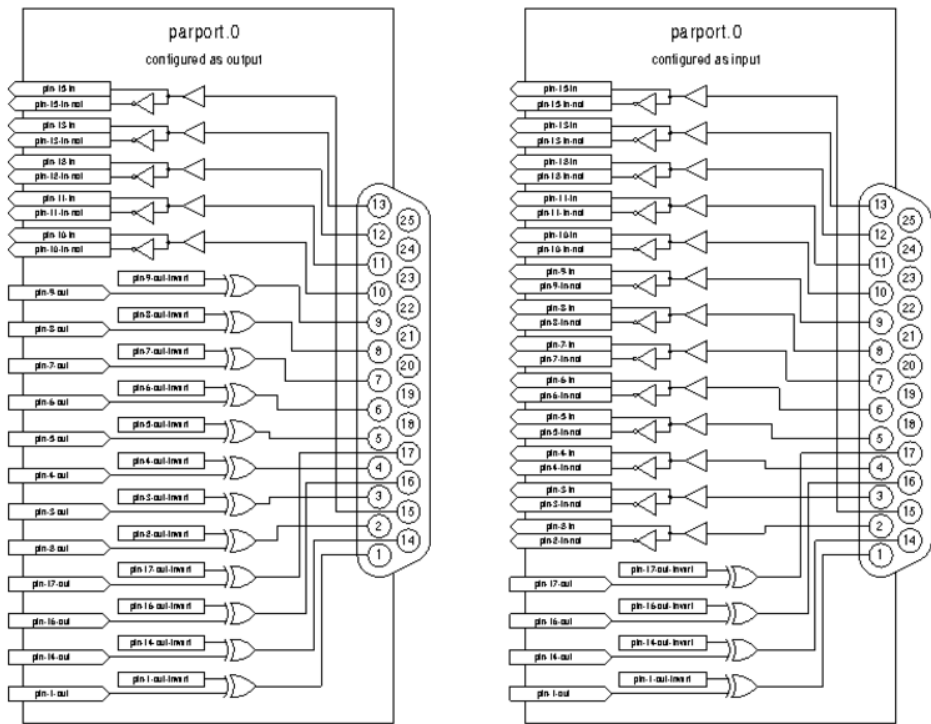 parport.0
configured as output
pin-15-in
pin-15-in-not
pin-13-in
pin-13-in-not
pin-12-in
pin-12-in-not
pin-11-in
pin-11-in-not
pin-10-in
pin-10-in-not
pin-9-out-invert
pin-9-out
pin-8-out-invert
pin-8-out
pin-7-out-invert
pin-7-out
pin-6-out-invert
pin-6-out
pin-5-out-invert
pin-5-out
pin-4-out-invert
pin-4-out
pin-3-out-invert
pin-3-out
pin-2-out-invert
pin-2-out
pin-17-out-invert
pin-17-out
pin-16-out-invert
pin-16-out
pin-14-out-invert
pin-14-out
pin-1-out-invert
pin-1-out
13
25
12
24
11
23
10
22
9
21
8
20
7
19
6
18
5
17
4
16
3
15
2
14
1
parport.0
configured as input
pin-15-in
pin-15-in-not
pin-13-in
pin-13-in-not
pin-12-in
pin-12-in-not
pin-11-in
pin-11-in-not
pin-10-in
pin-10-in-not
pin-9-in
pin-9-in-not
pin-8-in
pin-8-in-not
pin-7-in
pin-7-in-not
pin-6-in
pin-6-in-not
pin-5-in
pin-5-in-not
pin-4-in
pin-4-in-not
pin-3-in
pin-3-in-not
pin-2-in
pin-2-in-not
pin-17-out-invert
pin-17-out
pin-16-out-invert
pin-16-out
pin-14-out-invert
pin-14-out
pin-1-out-invert
pin-1-out
13
25
12
24
11
23
10
22
9
21
8
20
7
19
6
18
5
17
4
16
3
15
2
14
1